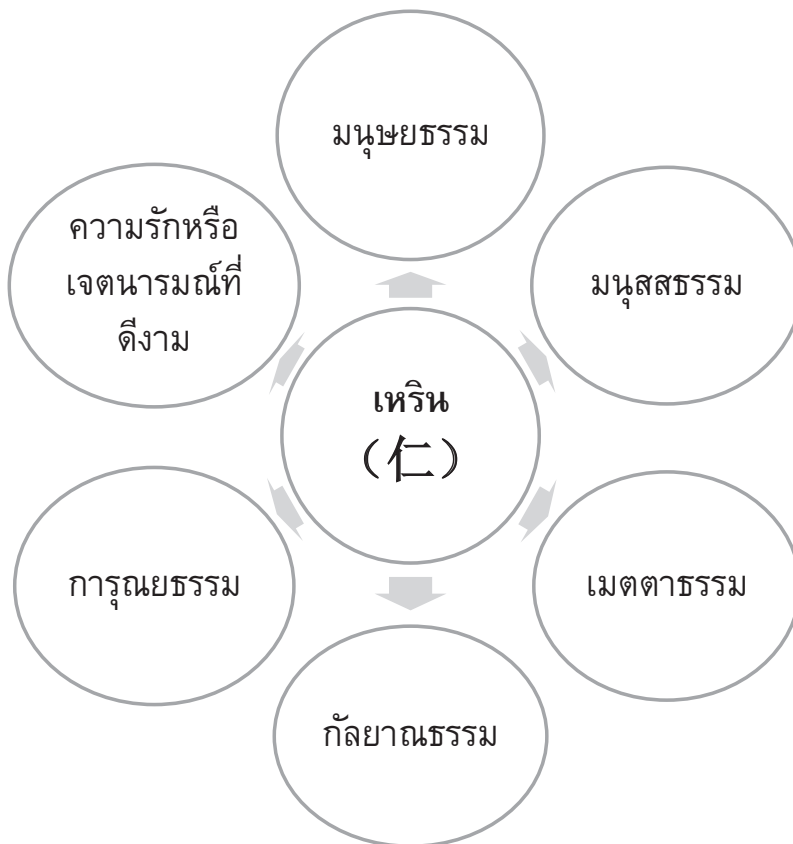 มนุษยธรรม
ความรักหรือ
เจตนารมณ์ที่
ดีงาม
มนุสสธรรม
เหริน
（仁）
การุณยธรรม
เมตตาธรรม
กัลยาณธรรม